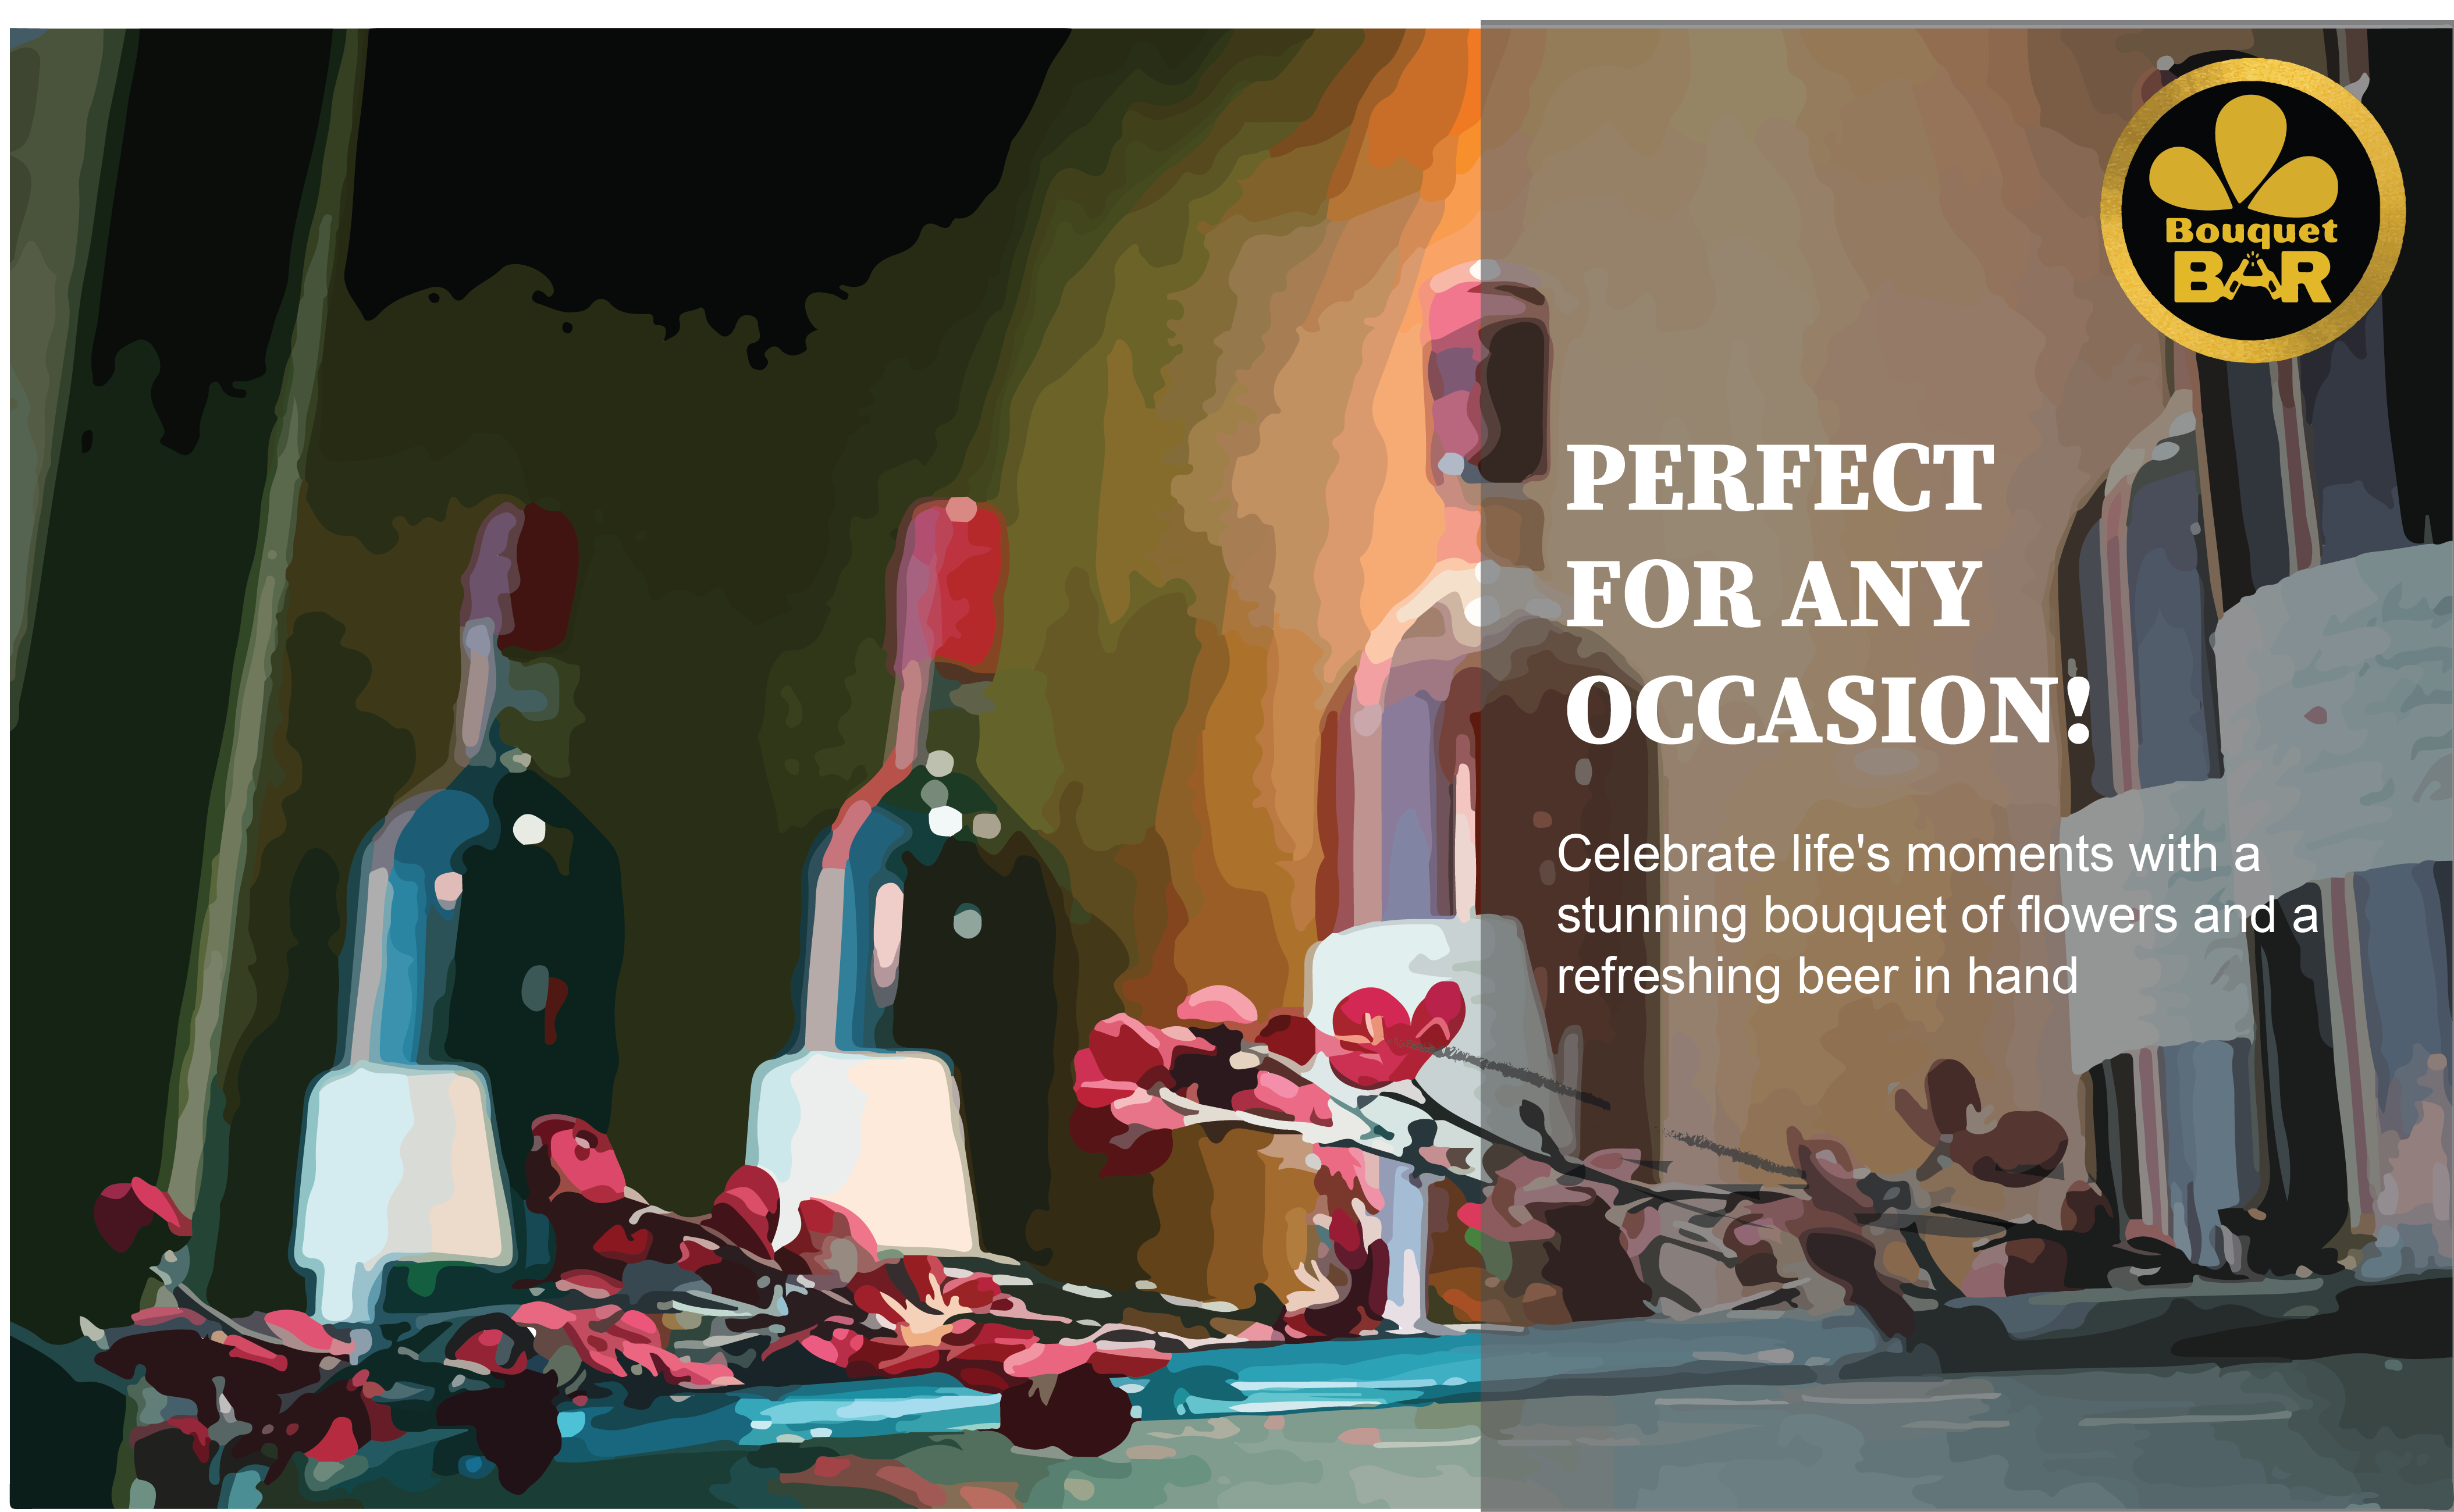 Bouquet
BAR
PERFECT
FOR ANY
OCCASION!
Celebrate life's moments with a
stunning bouquet of flowers and a
refreshing beer in hand